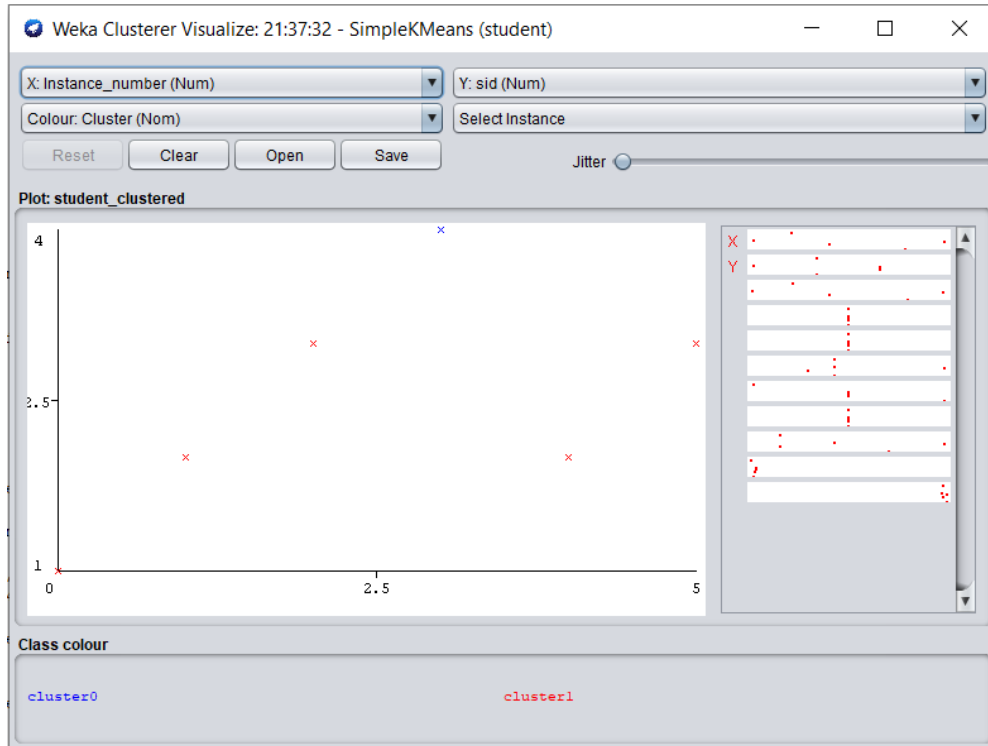 Weka Clusterer Visualize: 21:37:32 - SimpleKMeans (student)
X: Instance_number (Num)
Y: sid (Num)
Colour: Cluster (Nom)
Select Instance
Reset
Clear
Open
Save
Jitter
Plot: student_clustered
4
2.5
1
0
2.5
5
X
Y
Class colour
cluster0
cluster1